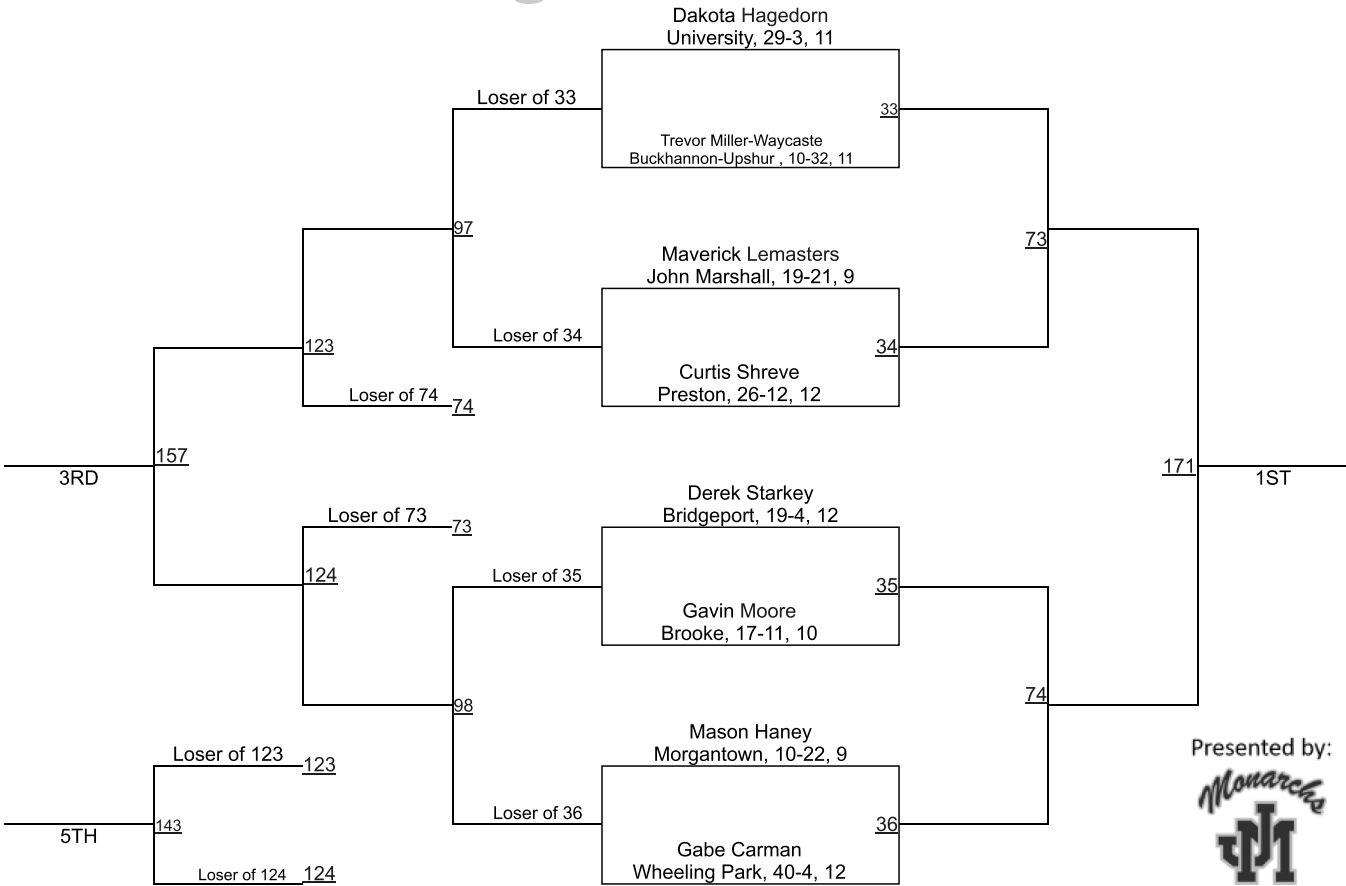 Dakota Hagedorn
University, 29-3, 11
Loser of 33
33
Trevor Miller-Waycaste
Buckhannon-Upshur , 10-32, 11
97
73
Maverick Lemasters
John Marshall, 19-21, 9
Loser of 34
34
123
Curtis Shreve
Preston, 26-12, 12
Loser of 74
74
157
3RD
171
1ST
Derek Starkey
Bridgeport, 19-4, 12
Loser of 73
73
124
Loser of 35
35
Gavin Moore
Brooke, 17-11, 10
98
74
Mason Haney
Morgantown, 10-22, 9
Loser of 123
123
Loser of 36
36
143
5TH
Gabe Carman
Wheeling Park, 40-4, 12
Loser of 124
124
Presented by:
Monarchs
JM